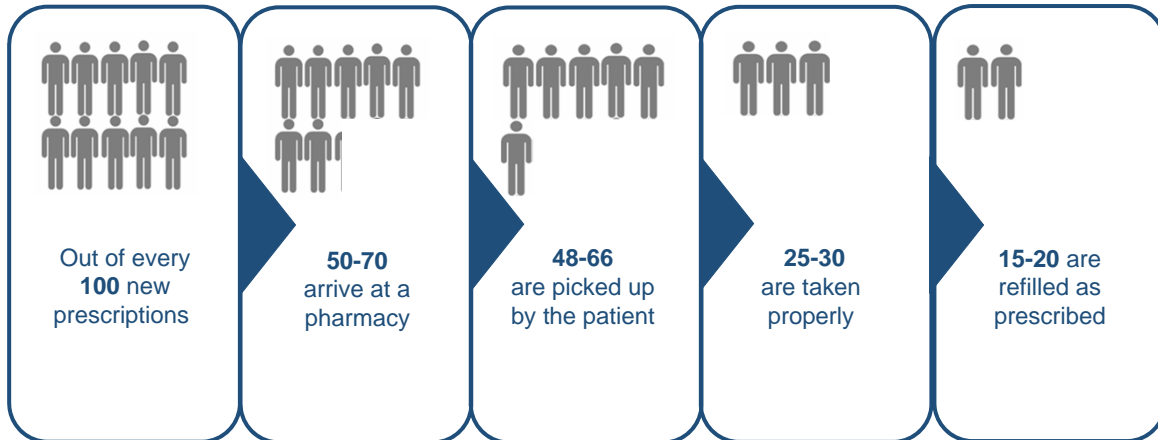 Out of every
100 new
prescriptions
50-70
arrive at a
pharmacy
48-66
are picked up
by the patient
25-30
are taken
properly
15-20 are
refilled as
prescribed